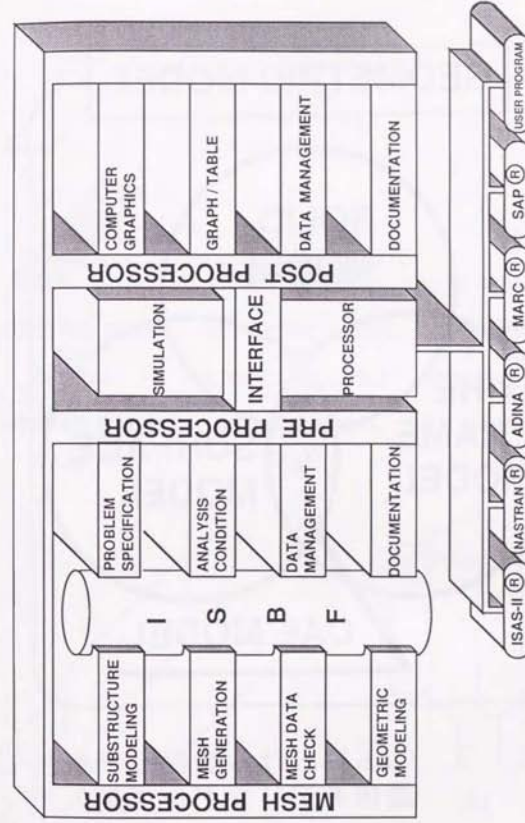 MESH PROCESSOR
SUBSTRUCTURE
MODELING
MESH
GENERATION
MESH DATA
CHECK
GEOMETRIC
MODELING
I S B F
PRE PROCESSOR
PROBLEM
SPECIFICATION
ANALYSIS
CONDITION
DATA
MANAGEMENT
DOCUMENTATION
SIMULATION
INTERFACE
PROCESSOR
POST PROCESSOR
COMPUTER
GRAPHICS
GRAPH / TABLE
DATA MANAGEMENT
DOCUMENTATION
ISAS-II ®
NASTRAN ®
ADINA ®
MARC ®
SAP ®
USER PROGRAM